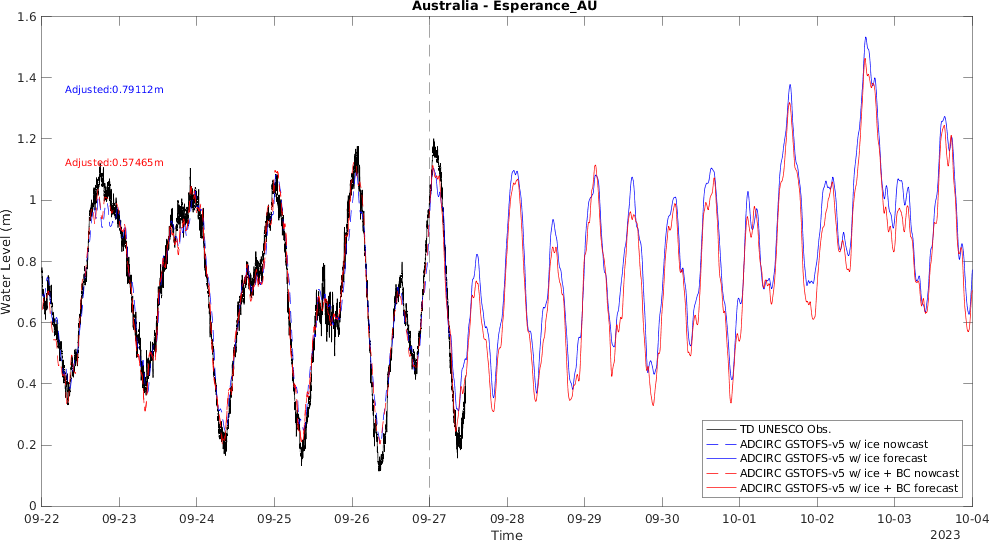 Australia - Esperance_AU
1.6
1.4
1.2
1
0.8
0.6
0.4
0.2
0
Water Level (m)
Adjusted:0.79112m
Adjusted:0.57465m
TD UNESCO Obs.
ADCIRC GSTOFS-v5 w/ ice nowcast
ADCIRC GSTOFS-v5 w/ ice forecast
ADCIRC GSTOFS-v5 w/ ice + BC nowcast
ADCIRC GSTOFS-v5 w/ ice + BC forecast
09-22 09-23 09-24 09-25 09-26 09-27 09-28 09-29 09-30 10-01 10-02 10-03 10-04
Time
2023